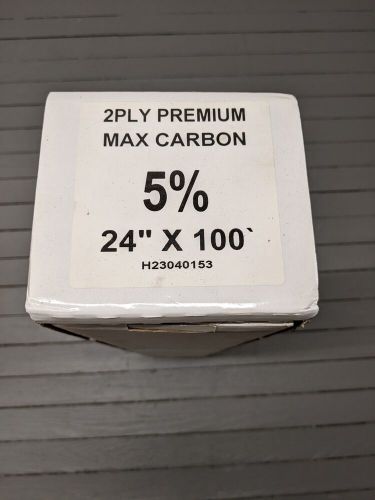 2PLY PREMIUM
MAX CARBON
5%
24" X 100`
H23040153